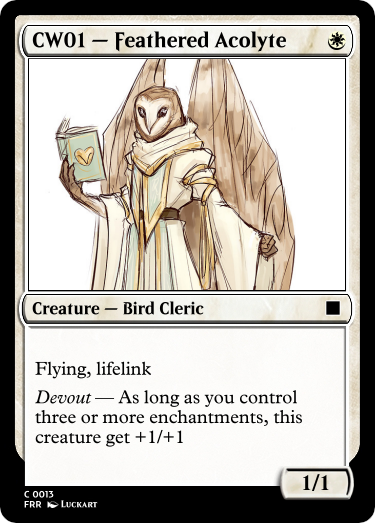 CW01 — Feathered Acolyte
Creature — Bird Cleric
Flying, lifelink
Devout — As long as you control
three or more enchantments, this
creature get +1/+1
1/1
C 0013
FRR Luckart